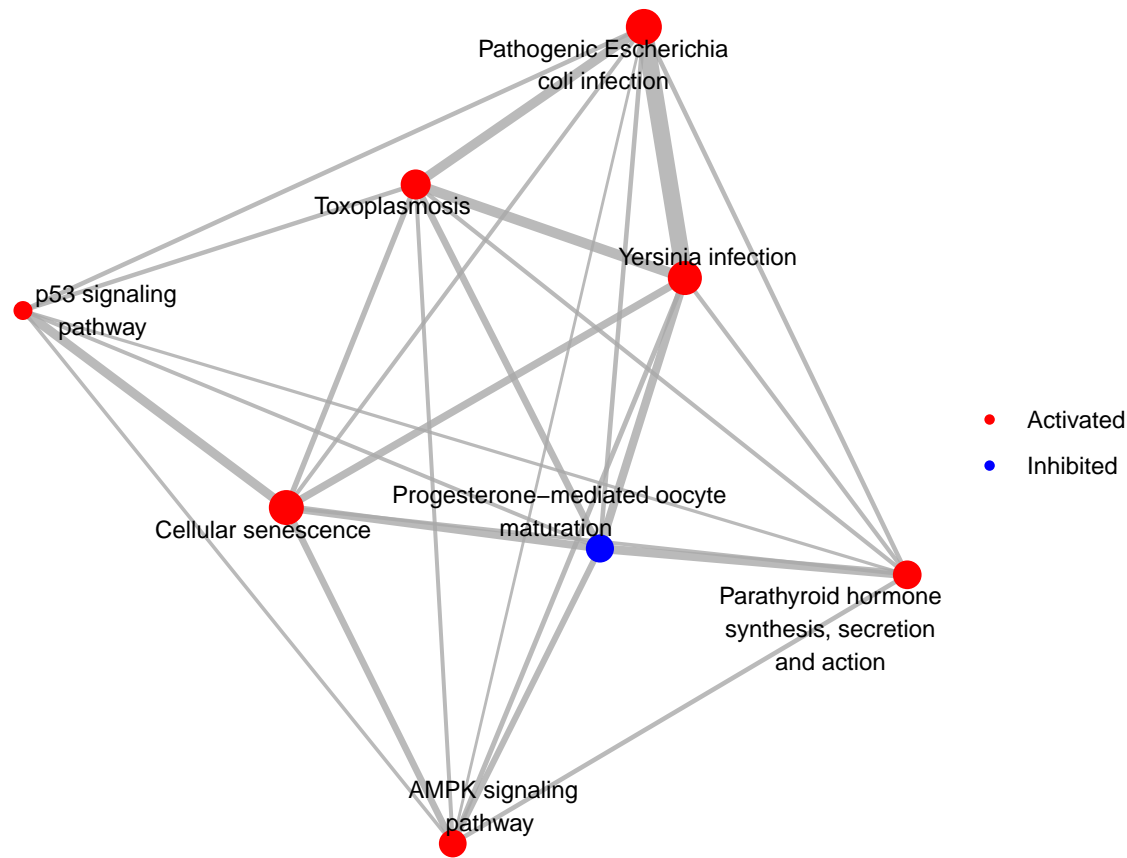 Pathogenic Escherichia
coli infection
Toxoplasmosis
Yersinia infection
p53 signaling
pathway
Activated
Inhibited
Progesterone−mediated oocyte
maturation
Cellular senescence
Parathyroid hormone
synthesis, secretion
and action
AMPK signaling
pathway